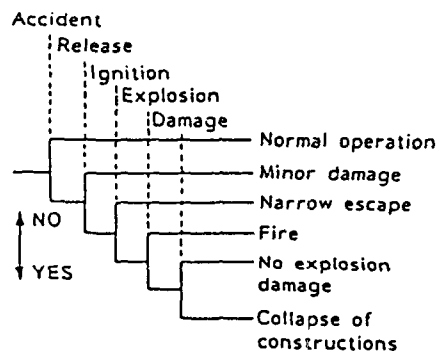 Accident
Release
Ignition
Explosion
Damage
Normal operation
Minor damage
Narrow escape
NO
Fire
YES
No explosion
damage
Collapse of
constructions